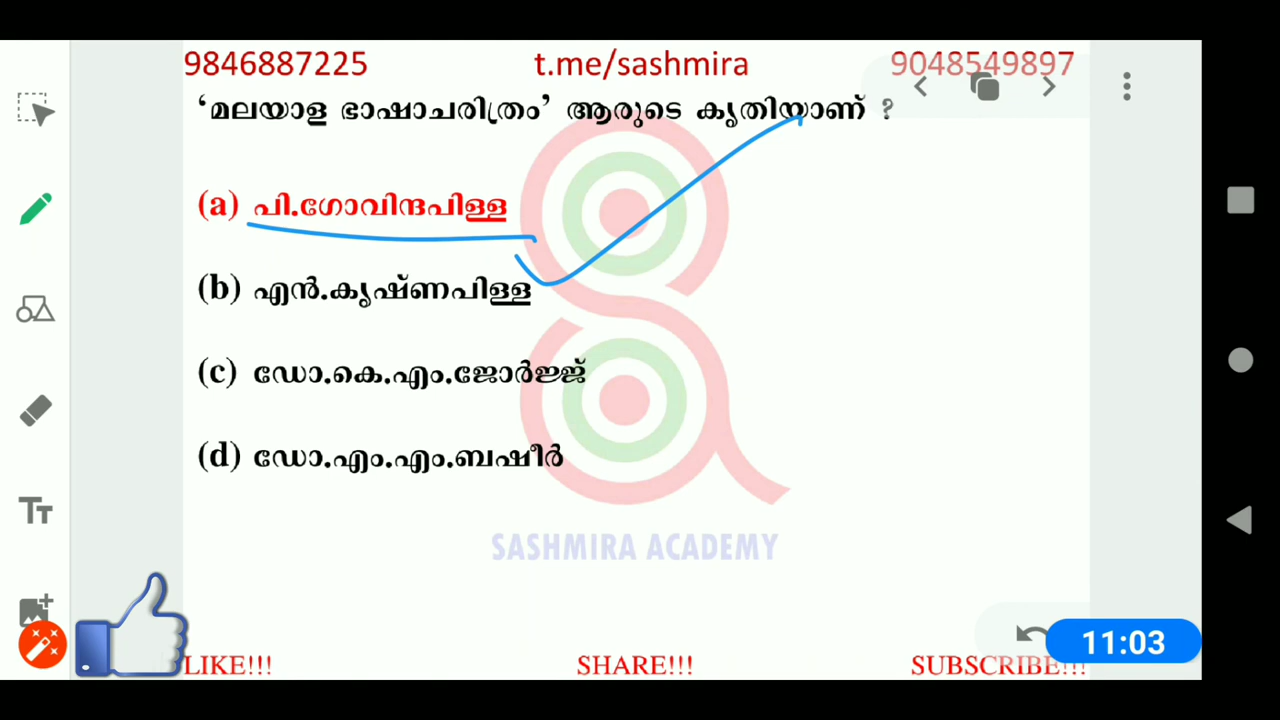 9846887225 t.me/sashmira 9048549897
‘മലയാള ഭാഷാചരിത്രം’ ആരുടെ കൃതിയാണ് ?
(a) പി.ഗോവിന്ദപിള്ള
(b) എൻ.കൃഷ്ണപിള്ള
(c) ഡോ.കെ.എം.ജോർജ്ജ്
(d) ഡോ.എം.എം.ബഷീർ
SASHMIRA ACADEMY
TT
11:03
LIKE!!! SHARE!!! SUBSCRIBE!!!